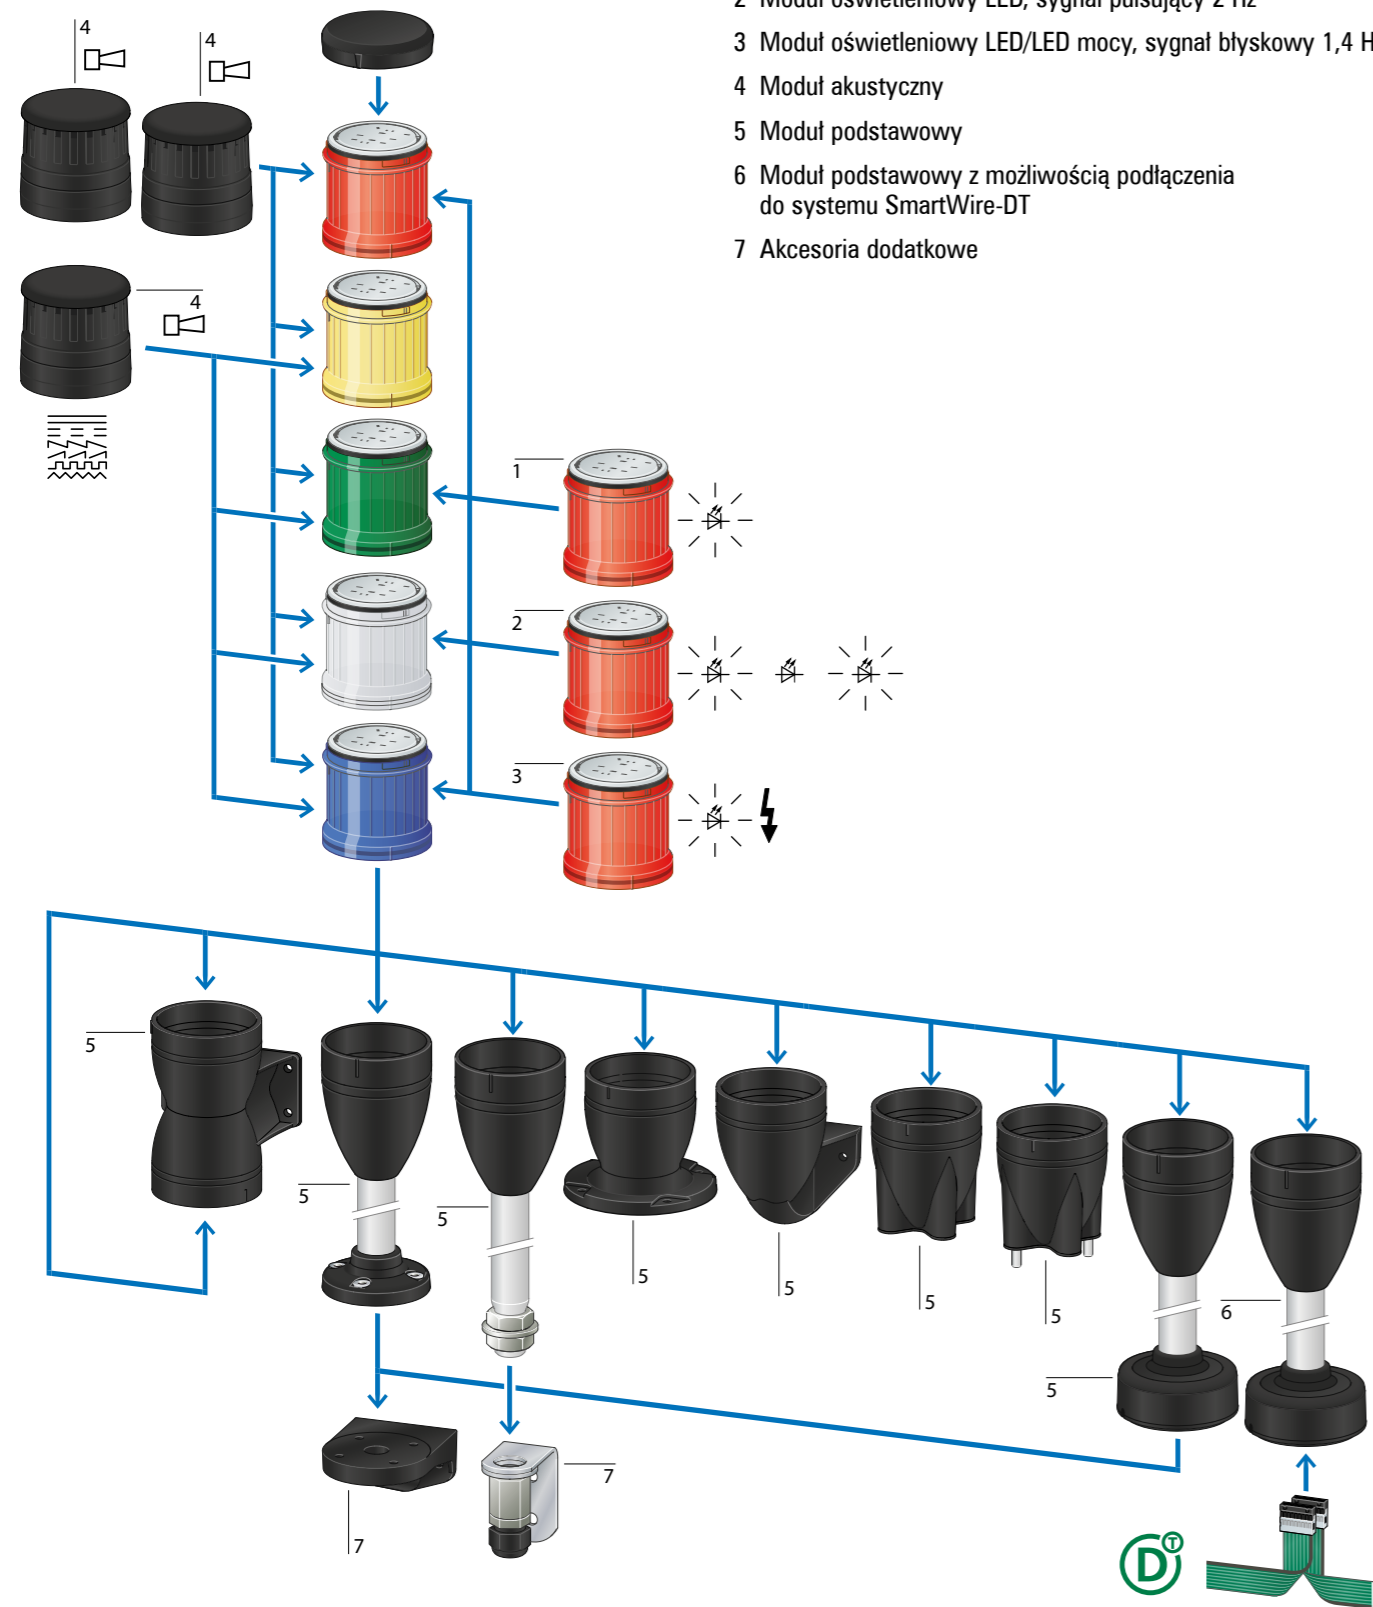 2 Moduł oświetleniowy LED, sygnał pulsujący 2 Hz
3 Moduł oświetleniowy LED/LED mocy, sygnał błyskowy 1,4 H
4 Moduł akustyczny
5 Moduł podstawowy
6 Moduł podstawowy z możliwością podłączenia
do systemu SmartWire-DT
7 Akcesoria dodatkowe
4
4
4
1
2
3
5
5
5
5
5
5
5
5
6
7
7
D T